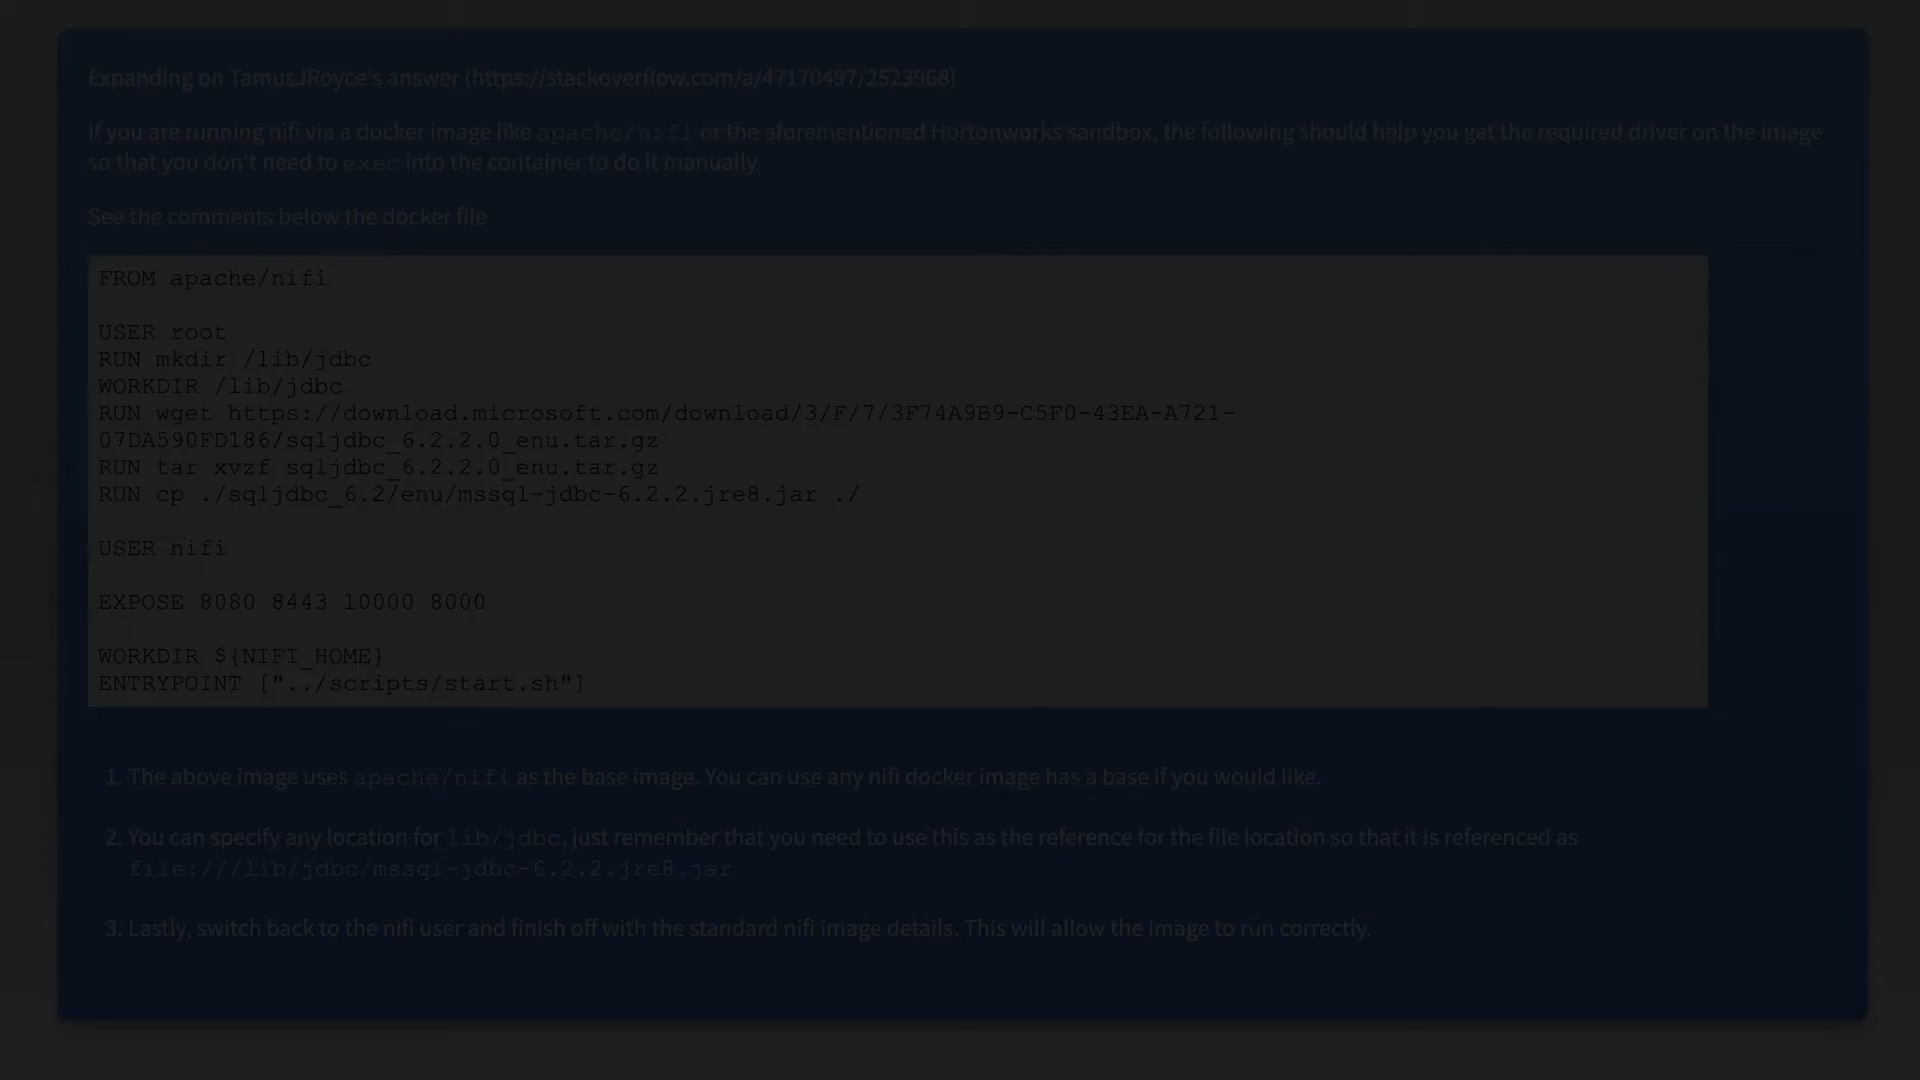 Expanding on TamusJRoyce's answer (https://stackoverflow.com/a/47170497/2523968)
If you are running nifi via a docker image like apache/nifi or the aforementioned Hortonworks sandbox, the following should help you get the required driver on the image
so that you don't need to exec into the container to do it manually.
See the comments below the docker file
FROM apache/nifi
USER root
RUN mkdir /lib/jdbc
WORKDIR /lib/jdbc
RUN wget https://download.microsoft.com/download/3/F/7/3F74A9B9-C5F0-43EA-A721-
07DA590FD186/sqljdbc_6.2.2.0_enu.tar.gz
RUN tar xvzf sqljdbc_6.2.2.0_enu.tar.gz
RUN cp ./sqljdbc_6.2/enu/mssql-jdbc-6.2.2.jre8.jar ./
USER nifi
EXPOSE 8080 8443 10000 8000
WORKDIR ${NIFI_HOME}
ENTRYPOINT ["../scripts/start.sh"]
1. The above image uses apache/nifi as the base image. You can use any nifi docker image has a base if you would like.
2. You can specify any location for lib/jdbc, just remember that you need to use this as the reference for the file location so that it is referenced as
file:///lib/jdbc/mssql-jdbc-6.2.2.jre8.jar
3. Lastly, switch back to the nifi user and finish off with the standard nifi image details. This will allow the image to run correctly.